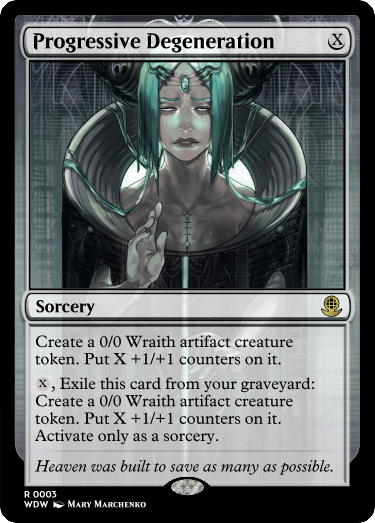 Progressive Degeneration X
Sorcery
Create a 0/0 Wraith artifact creature
token. Put X +1/+1 counters on it.
X, Exile this card from your graveyard:
Create a 0/0 Wraith artifact creature
token. Put X +1/+1 counters on it.
Activate only as a sorcery.
Heaven was built to save as many as possible.
R 0003
WDW Mary Marchenko